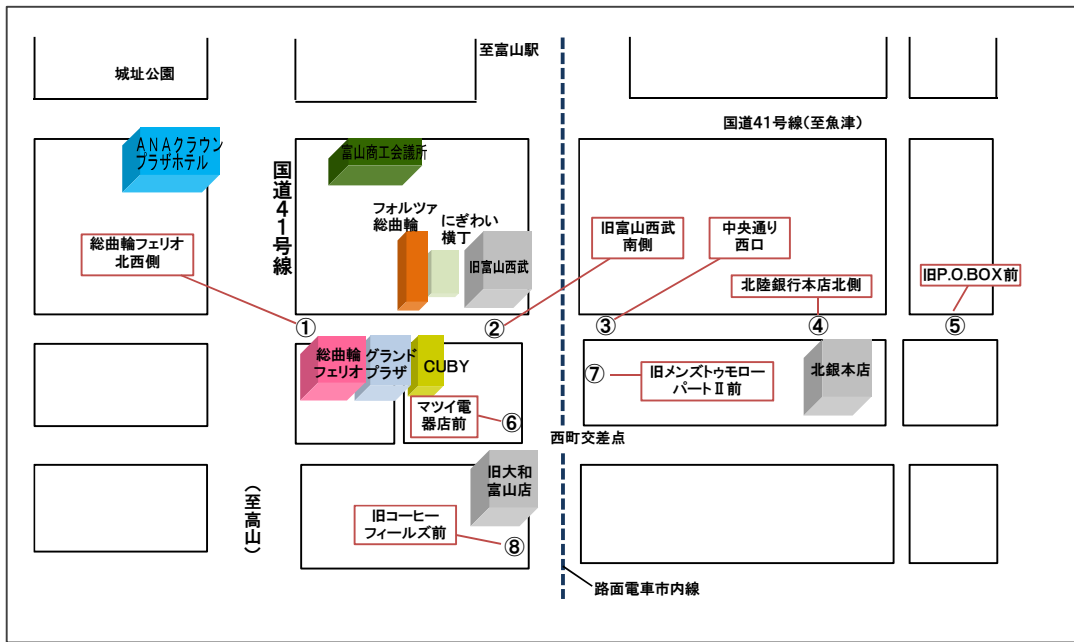 至富山駅
城址公園
国道41号線(至魚津)
ANAクラウン
プラザホテル
富山商工会議所
国道41号線
フォルツァ
総曲輪
にぎわい
横丁
旧富山西武
総曲輪フェリオ
北西側
旧富山西武
南側
中央通り
西口
北陸銀行本店北側
旧P.O.BOX前
①
②
③
④
⑤
総曲輪
フェリオ
グランド
プラザ
CUBY
⑦
旧メンズトゥモロー
パートⅡ前
北銀本店
マツイ電
器店前
⑥
西町交差点
旧大和
富山店
(至高山)
旧コーヒー
フィールズ前
⑧
路面電車市内線